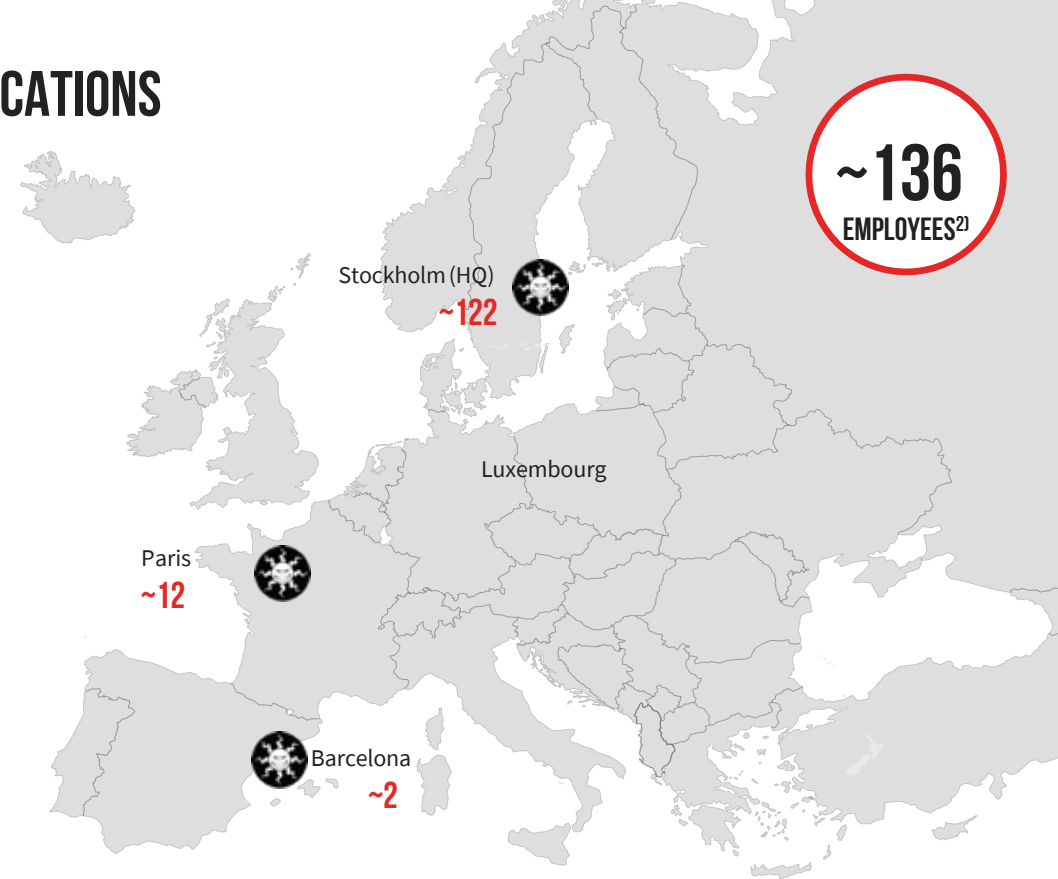 CATIONS
~136
EMPLOYEES2)
Stockholm (HQ)
~122
Luxembourg
Paris
~12
Barcelona
~2